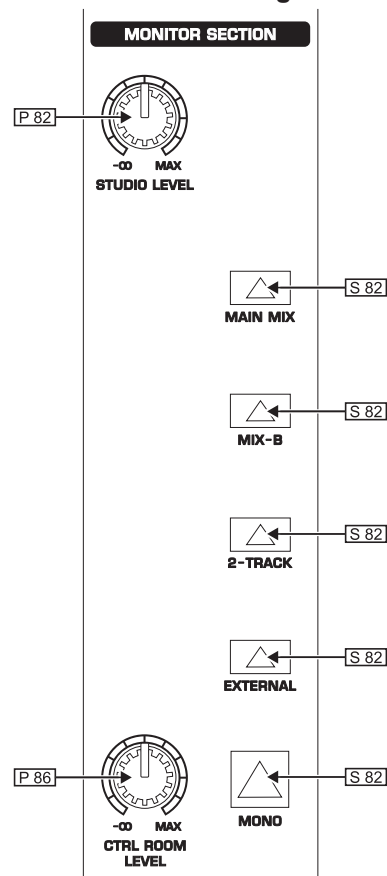 MONITOR SECTION
P 82
-∞ MAX
STUDIO LEVEL
S 82
MAIN MIX
S 82
MIX-B
S 82
2-TRACK
S 82
EXTERNAL
P 86
S 82
-∞ MAX
MONO
CTRL ROOM
LEVEL